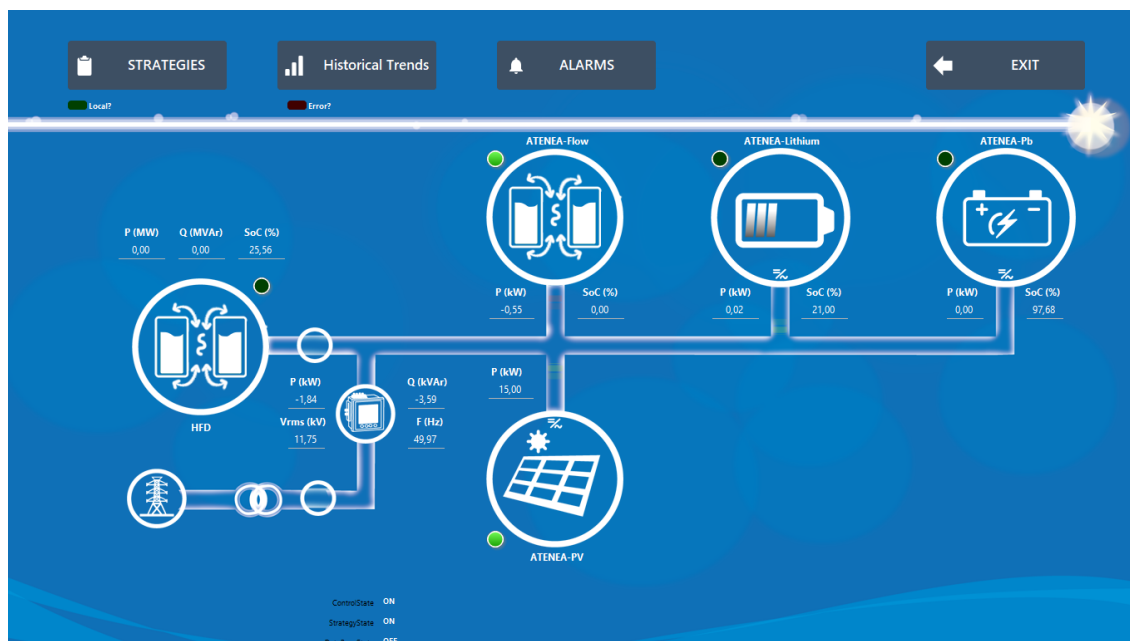 STRATEGIES
Historical Trends
ALARMS
EXIT
Local?
Error?
ATENEA-Flow
ATENEA-Lithium
ATENEA-Pb
P (MW) Q (MVAr) SoC (%)
0,00 0,00 25,56
P (kW) SoC (%)
-0,55 0,00
P (kW) SoC (%)
0,02 21,00
P (kW) SoC (%)
0,00 97,68
HFD
P (kW) Q (kVAr)
-1,84 -3,59
Vrms (kV) F (Hz)
11,75 49,97
P (kW)
15,00
ATENEA-PV
ControlState ON
StrategyState ON
OFF